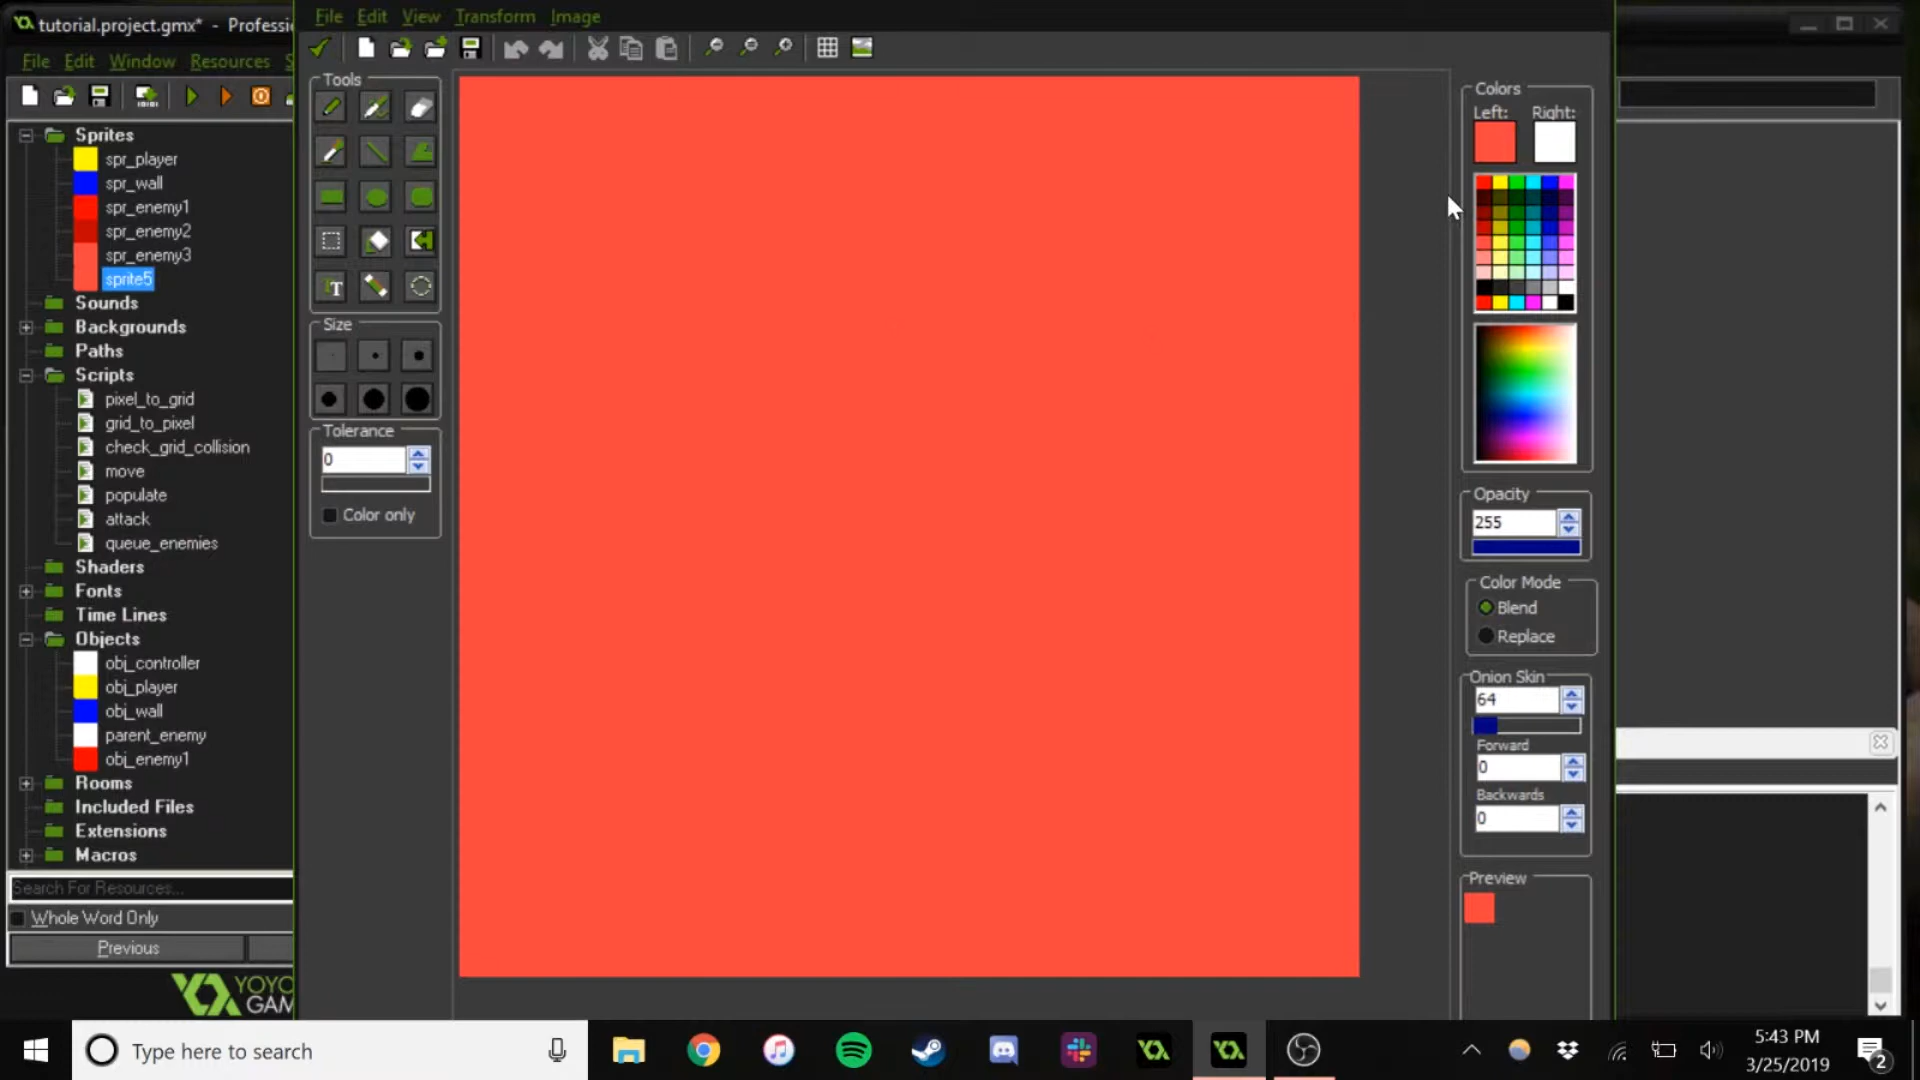 tutorial.project.gmx* - Professi
File Edit Window Resources S
Sprites
spr_player
spr_wall
spr_enemy1
spr_enemy2
spr_enemy3
sprite5
Sounds
Backgrounds
Paths
Scripts
pixel_to_grid
grid_to_pixel
check_grid_collision
move
populate
attack
queue_enemies
Shaders
Fonts
Time Lines
Objects
obj_controller
obj_player
obj_wall
parent_enemy
obj_enemy1
Rooms
Included Files
Extensions
Macros
Search For Resources...
Whole Word Only
Previous
YOYO
GAM
File Edit View Transform Image
Tools
T
Size
Tolerance
0
Color only
Colors
Left: Right:
Opacity
255
Color Mode
Blend
Replace
Onion Skin
64
Forward
0
Backwards
0
Preview
Type here to search
5:43 PM
3/25/2019
2